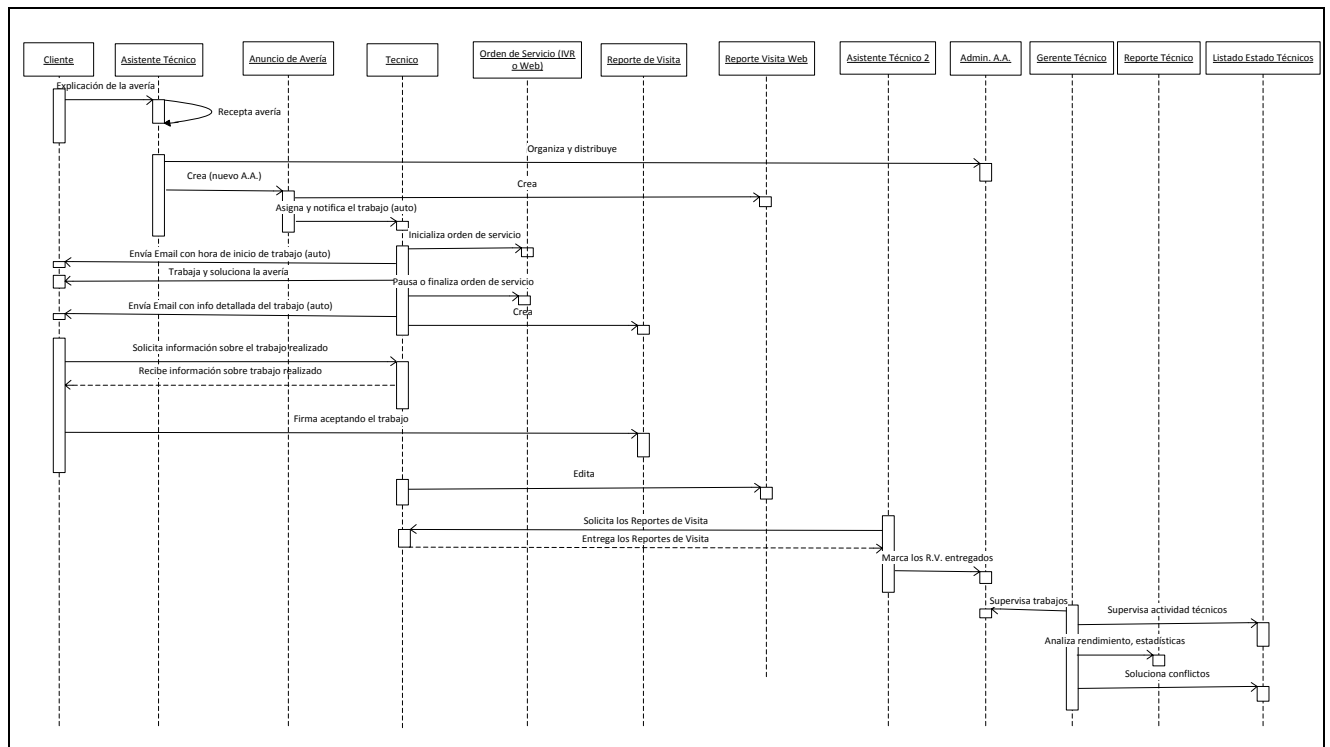 Cliente
Asistente Técnico
Anuncio de Avería
Tecnico
Orden de Servicio (IVR
o Web)
Reporte de Visita
Reporte Visita Web
Asistente Técnico 2
Admin. A.A.
Gerente Técnico
Reporte Técnico
Listado Estado Técnicos
Explicación de la avería
Recepta avería
Organiza y distribuye
Crea (nuevo A.A.)
Crea
Asigna y notifica el trabajo (auto)
Inicializa orden de servicio
Envía Email con hora de inicio de trabajo (auto)
Trabaja y soluciona la avería
Pausa o finaliza orden de servicio
Envía Email con info detallada del trabajo (auto)
Crea
Solicita información sobre el trabajo realizado
Recibe información sobre trabajo realizado
Firma aceptando el trabajo
Edita
Solicita los Reportes de Visita
Entrega los Reportes de Visita
Marca los R.V. entregados
Supervisa trabajos
Supervisa actividad técnicos
Analiza rendimiento, estadísticas
Soluciona conflictos